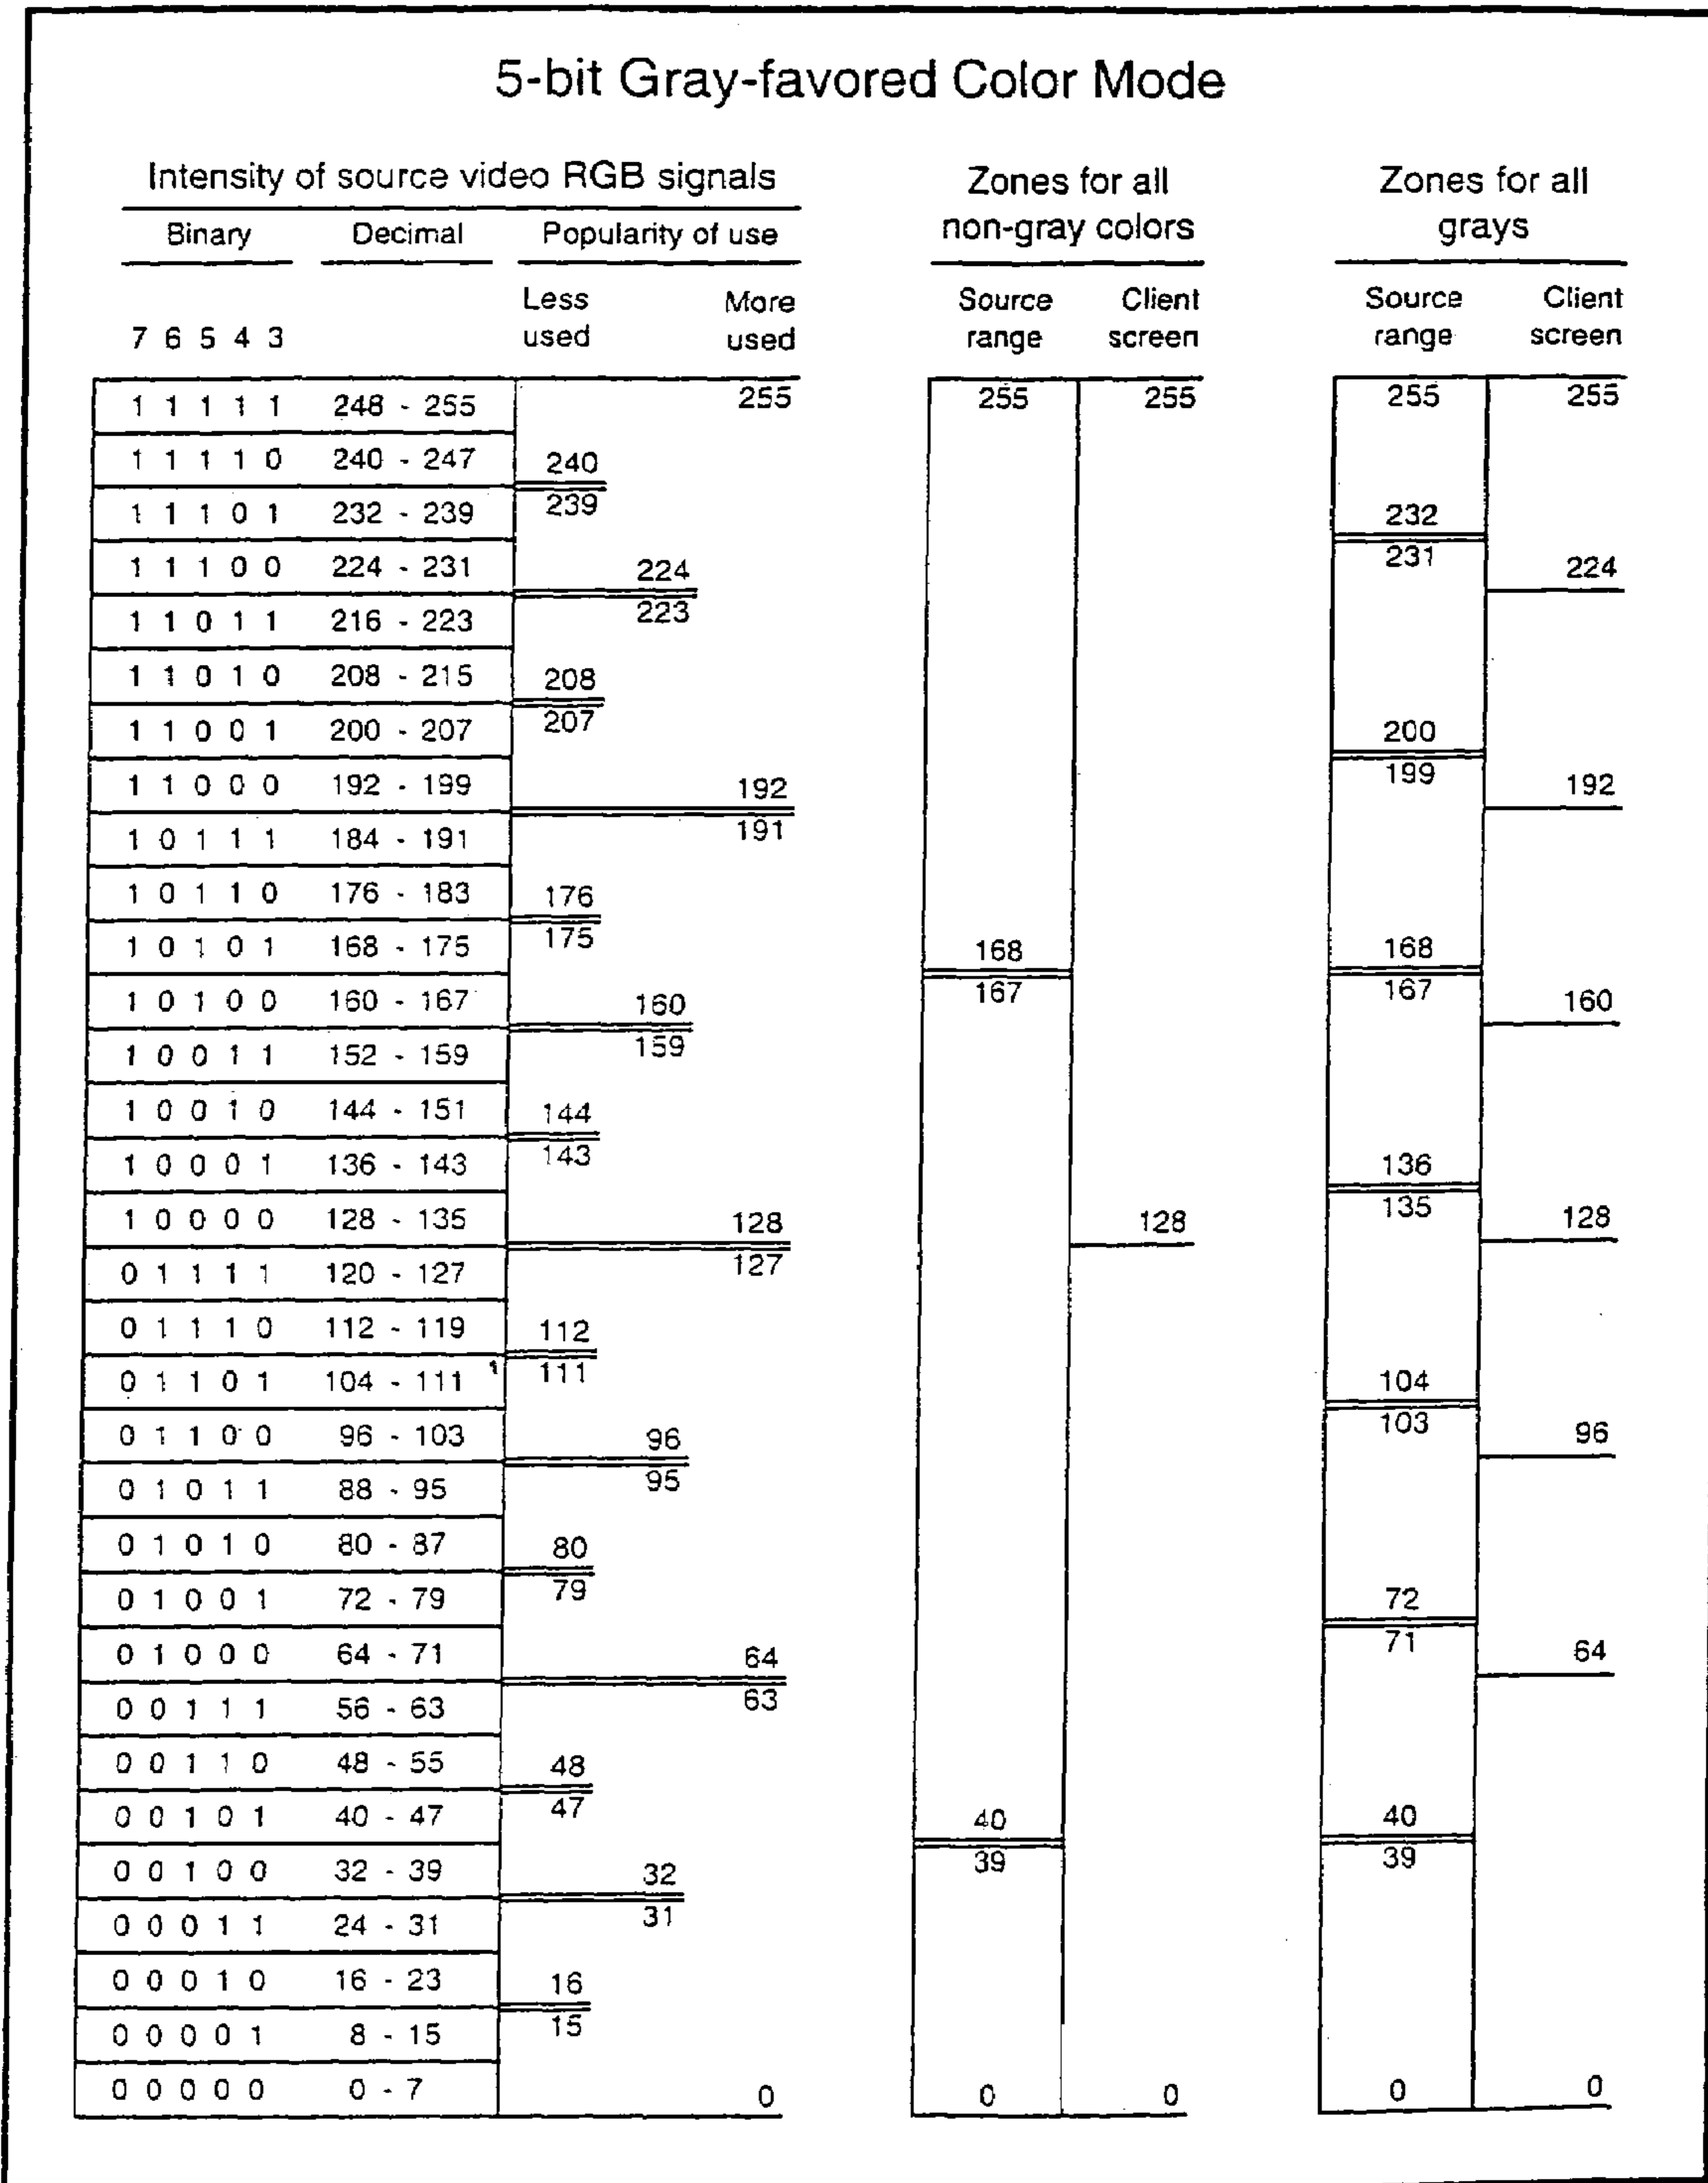 5-bit Gray-favored Color Mode
Intensity of source video RGB signals
Zones for all non-gray colors
Zones for all grays
Binary Decimal Popularity of use
7 6 5 4 3
Less used
More used
Source range
Client screen
Source range
Client screen
1 1 1 1 1 248 - 255 255 255 255 255 255
1 1 1 1 0 240 - 247 240
1 1 1 0 1 232 - 239 239 232
1 1 1 0 0 224 - 231 224 231 224
1 1 0 1 1 216 - 223 223
1 1 0 1 0 208 - 215 208
1 1 0 0 1 200 - 207 207 200
1 1 0 0 0 192 - 199 192 199 192
1 0 1 1 1 184 - 191 191
1 0 1 1 0 176 - 183 176
1 0 1 0 1 168 - 175 175 168 168
1 0 1 0 0 160 - 167 160 167 167 160
1 0 0 1 1 152 - 159 159
1 0 0 1 0 144 - 151 144
1 0 0 0 1 136 - 143 143 136
1 0 0 0 0 128 - 135 128 128 135 128
0 1 1 1 1 120 - 127 127
0 1 1 1 0 112 - 119 112
0 1 1 0 1 104 - 111 111 104
0 1 1 0 0 96 - 103 96 103 96
0 1 0 1 1 88 - 95 95
0 1 0 1 0 80 - 87 80
0 1 0 0 1 72 - 79 79 72
0 1 0 0 0 64 - 71 64 71 64
0 0 1 1 1 56 - 63 63
0 0 1 1 0 48 - 55 48
0 0 1 0 1 40 - 47 47 40 40
0 0 1 0 0 32 - 39 32 39 39
0 0 0 1 1 24 - 31 31
0 0 0 1 0 16 - 23 16
0 0 0 0 1 8 - 15 15
0 0 0 0 0 0 - 7 0 0 0 0 0